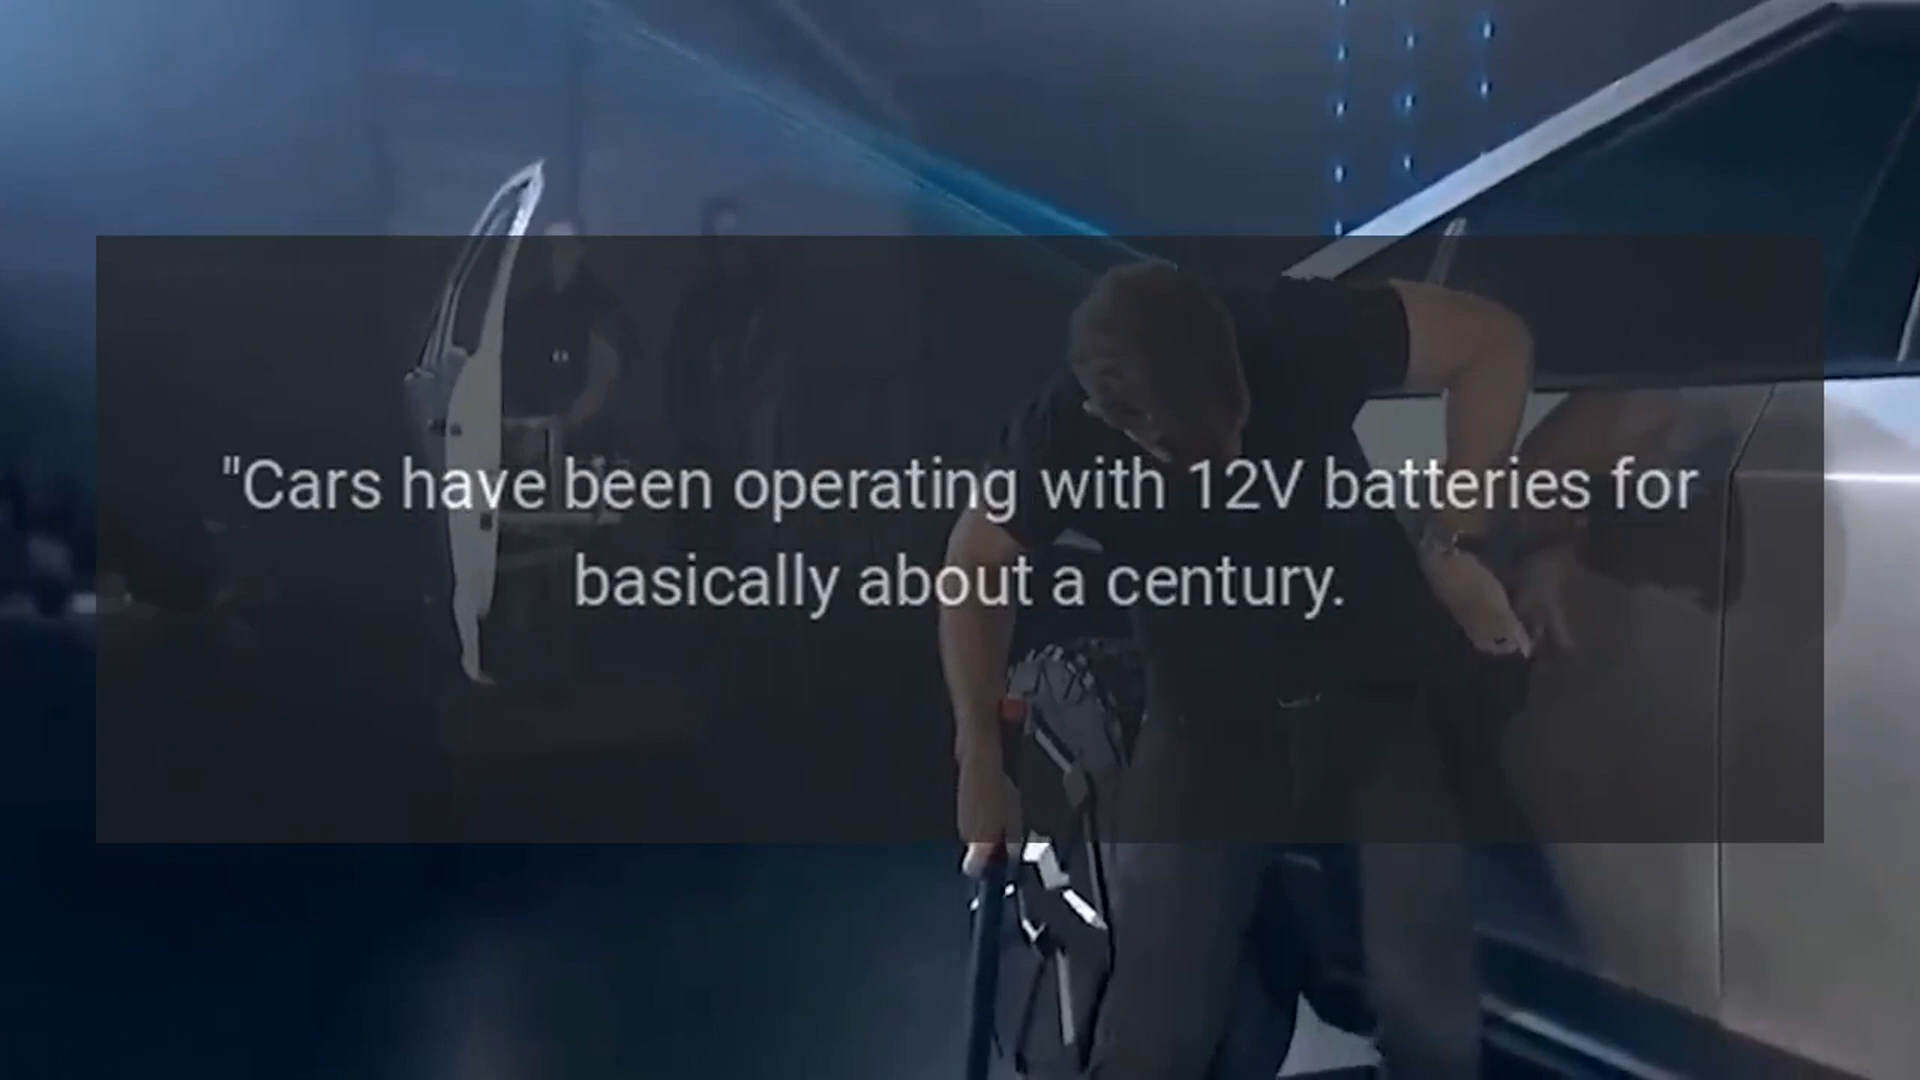 "Cars have been operating with 12V batteries for
basically about a century.